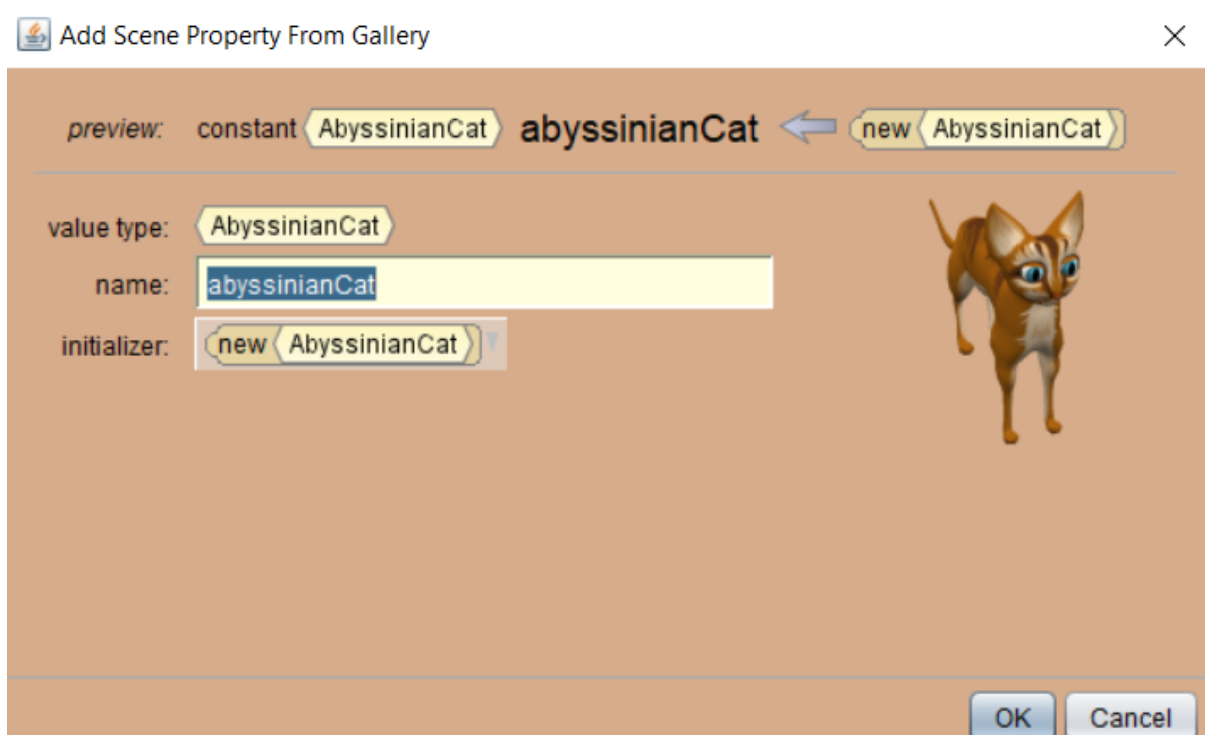 Add Scene Property From Gallery
preview: constant AbyssinianCat abyssinianCat new AbyssinianCat
value type: AbyssinianCat
name: abyssinianCat
initializer: new AbyssinianCat
OK Cancel